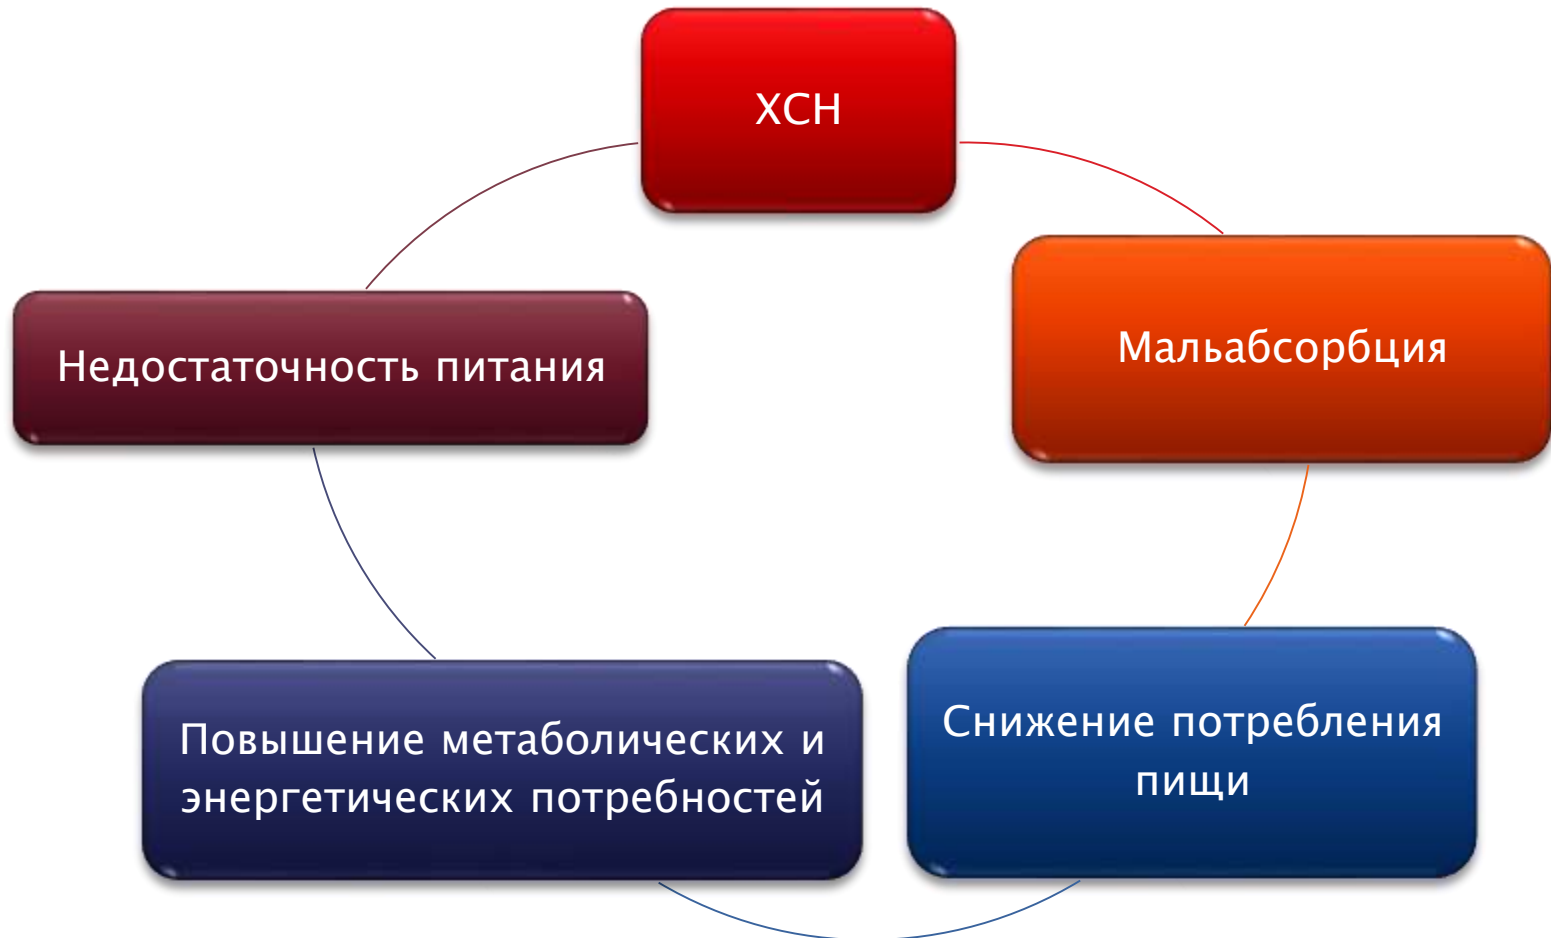 ХСН
Мальабсорбция
Снижение потребления
пищи
Повышение метаболических и
энергетических потребностей
Недостаточность питания